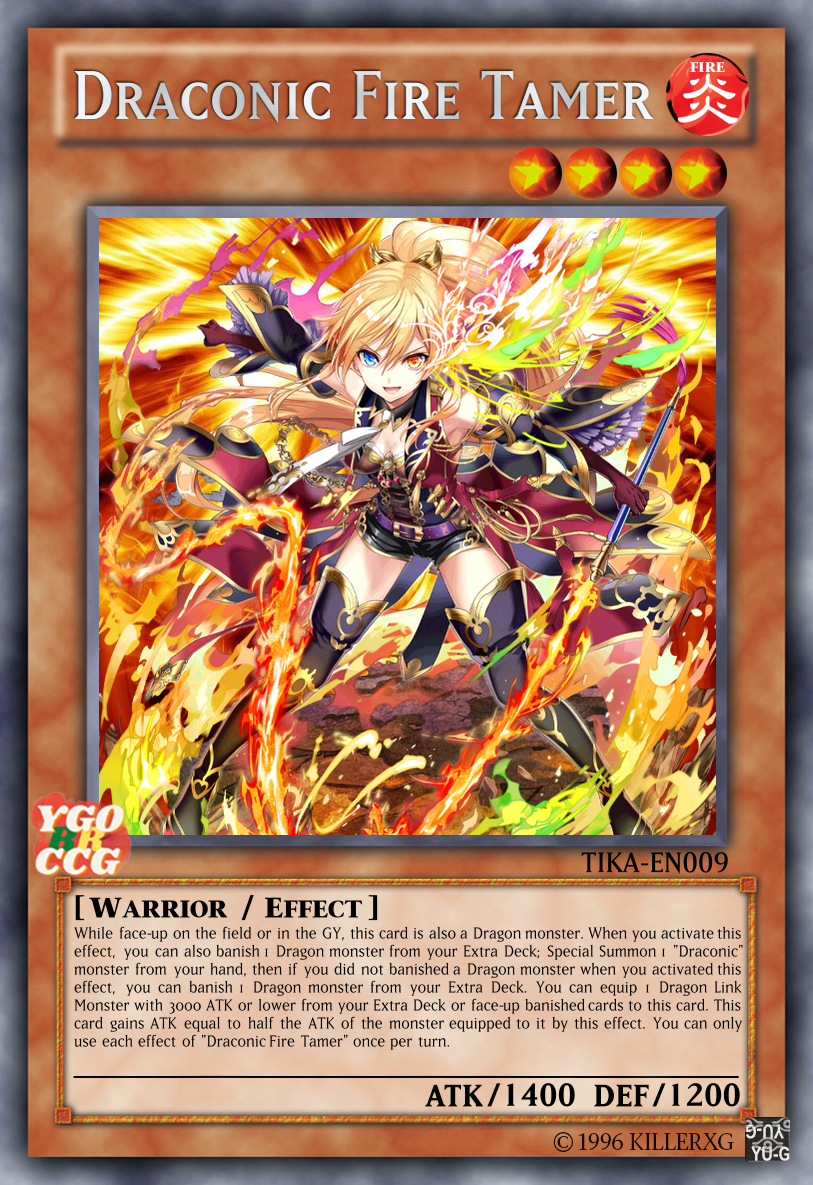 DRACONIC FIRE TAMER
FIRE
炎
YGO
CCG
TIKA-EN009
[ WARRIOR / EFFECT ]
While face-up on the field or in the GY, this card is also a Dragon monster. When you activate this
effect, you can also banish 1 Dragon monster from your Extra Deck; Special Summon 1 "Draconic"
monster from your hand, then if you did not banished a Dragon monster when you activated this
effect, you can banish 1 Dragon monster from your Extra Deck. You can equip 1 Dragon Link
Monster with 3000 ATK or lower from your Extra Deck or face-up banished cards to this card. This
card gains ATK equal to half the ATK of the monster equipped to it by this effect. You can only
use each effect of "Draconic Fire Tamer" once per turn.
ATK/1400 DEF/1200
© 1996 KILLERXG
YU-G